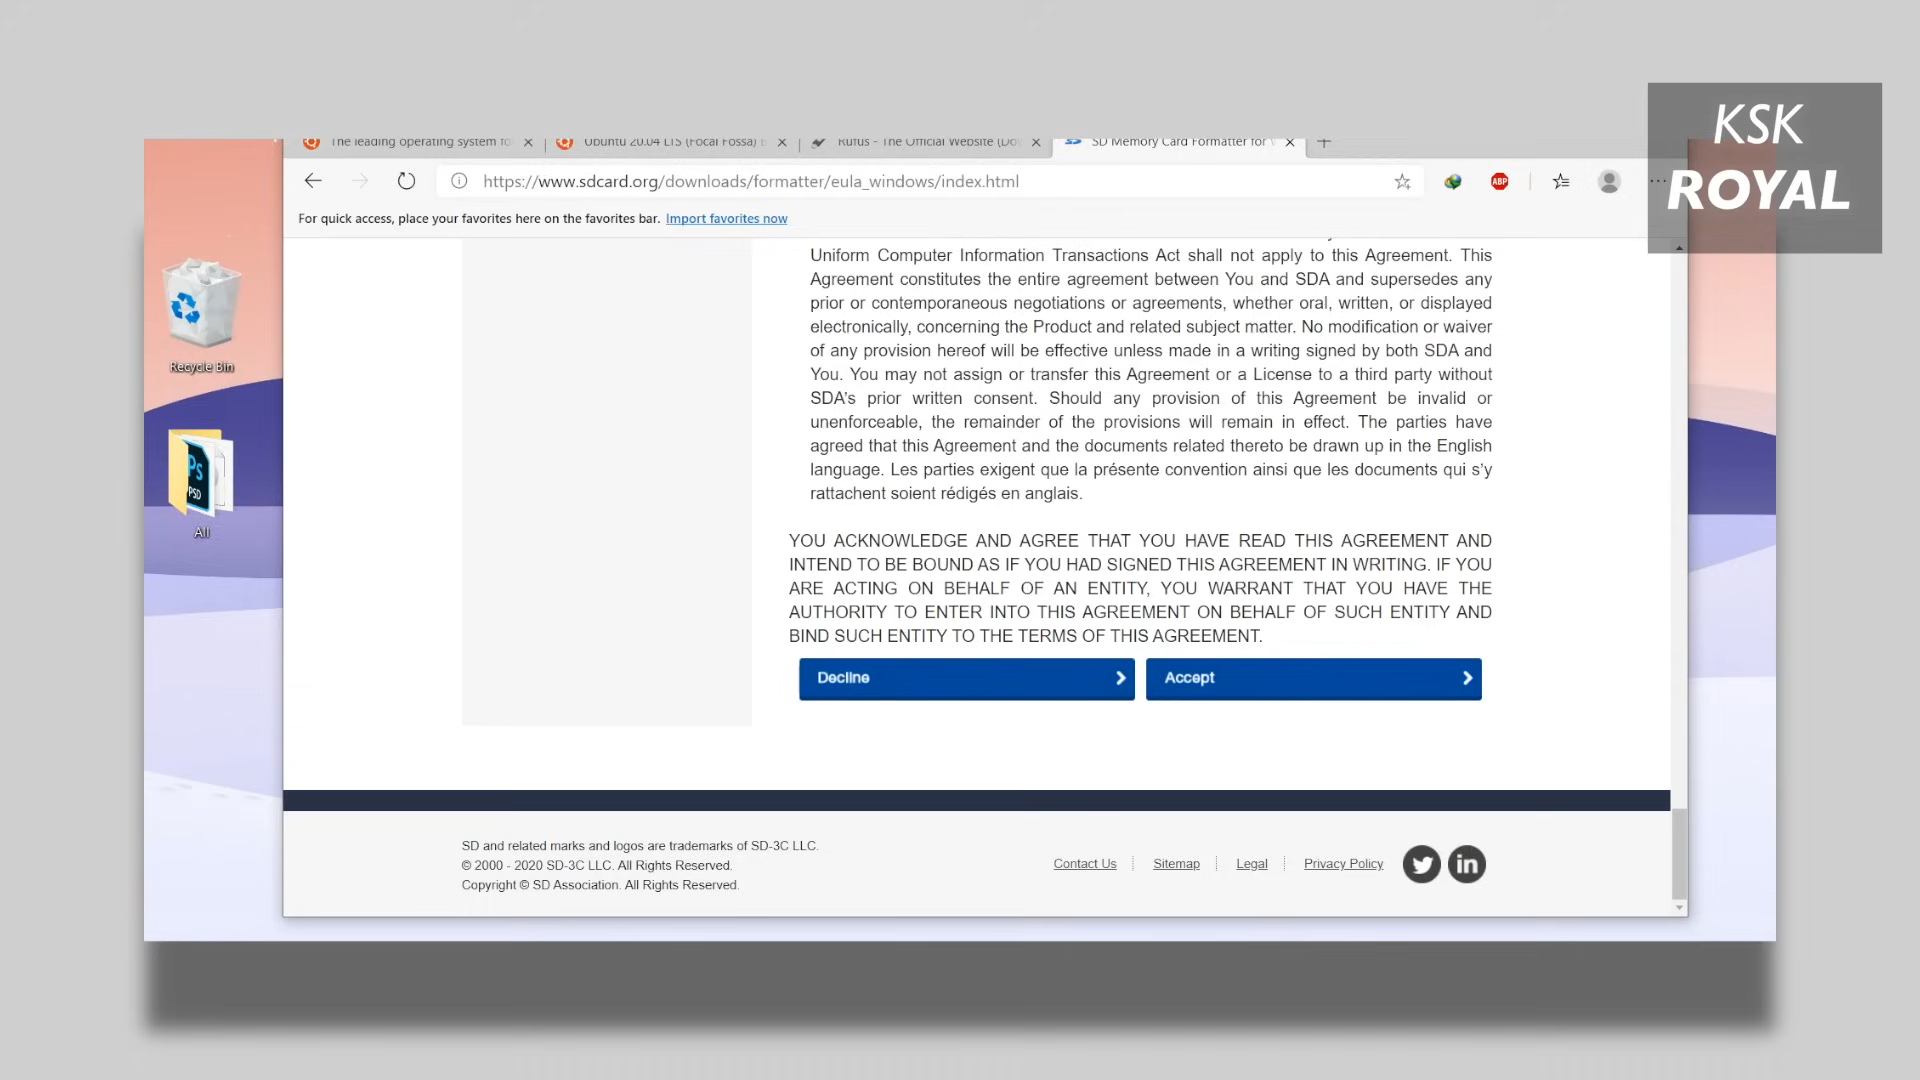 KSK
ROYAL
The leading operating system fo
Ubuntu 20.04 LTS (Focal Fossa)
Rufus - The Official Website (Do
SD Memory Card Formatter for
https://www.sdcard.org/downloads/formatter/eula_windows/index.html
ABP
For quick access, place your favorites here on the favorites bar. Import favorites now
Uniform Computer Information Transactions Act shall not apply to this Agreement. This
Agreement constitutes the entire agreement between You and SDA and supersedes any
prior or contemporaneous negotiations or agreements, whether oral, written, or displayed
electronically, concerning the Product and related subject matter. No modification or waiver
of any provision hereof will be effective unless made in a writing signed by both SDA and
You. You may not assign or transfer this Agreement or a License to a third party without
SDA’s prior written consent. Should any provision of this Agreement be invalid or
unenforceable, the remainder of the provisions will remain in effect. The parties have
agreed that this Agreement and the documents related thereto be drawn up in the English
language. Les parties exigent que la présente convention ainsi que les documents qui s’y
rattachent soient rédigés en anglais.
YOU ACKNOWLEDGE AND AGREE THAT YOU HAVE READ THIS AGREEMENT AND
INTEND TO BE BOUND AS IF YOU HAD SIGNED THIS AGREEMENT IN WRITING. IF YOU
ARE ACTING ON BEHALF OF AN ENTITY, YOU WARRANT THAT YOU HAVE THE
AUTHORITY TO ENTER INTO THIS AGREEMENT ON BEHALF OF SUCH ENTITY AND
BIND SUCH ENTITY TO THE TERMS OF THIS AGREEMENT.
Decline
Accept
Recycle Bin
Ps
PSD
All
SD and related marks and logos are trademarks of SD-3C LLC.
© 2000 - 2020 SD-3C LLC. All Rights Reserved.
Copyright © SD Association. All Rights Reserved.
Contact Us
Sitemap
Legal
Privacy Policy
in